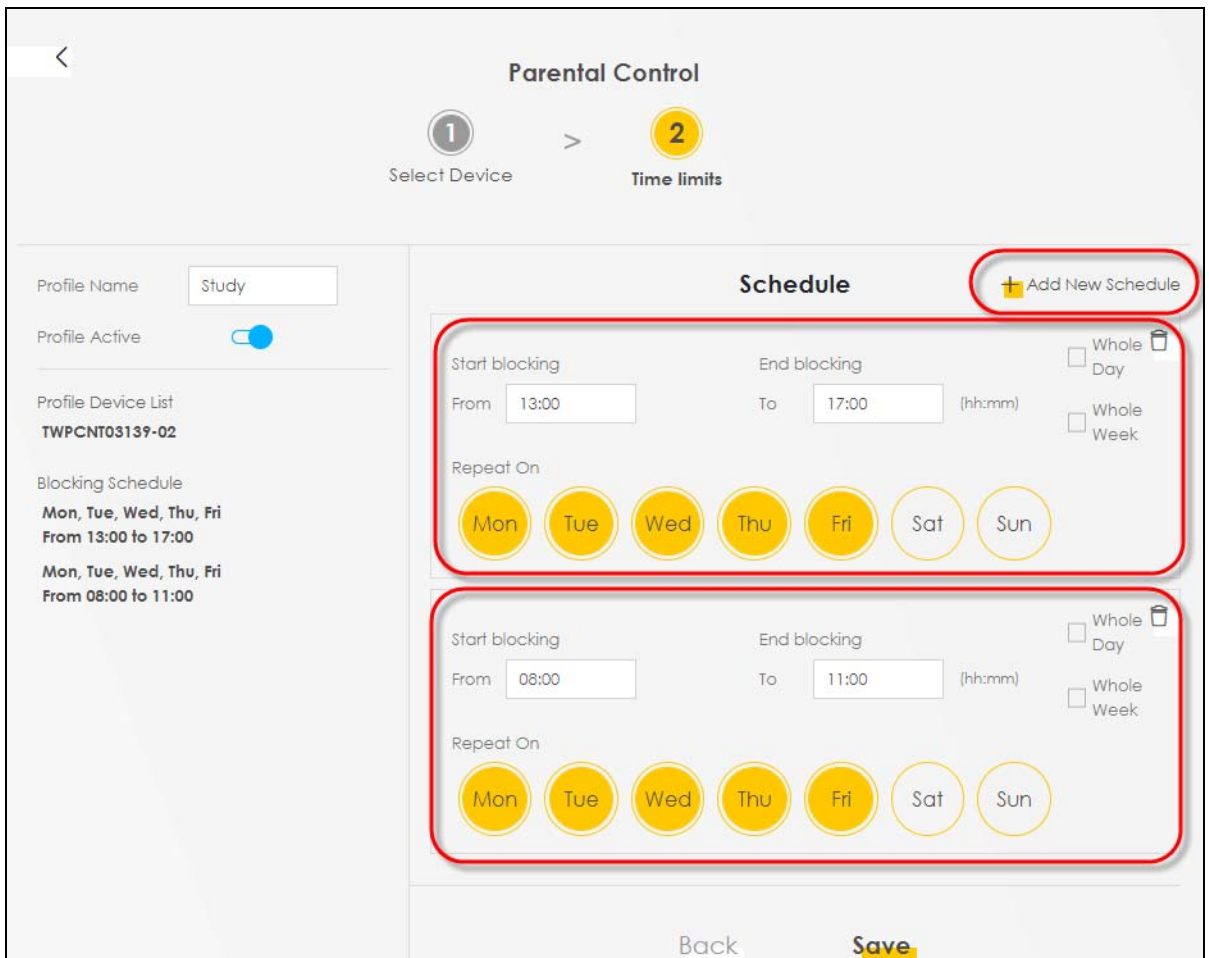 Parental Control
1 > 2
Select Device Time limits
Profile Name Study
Profile Active
Profile Device List
TWPCNT03139-02
Blocking Schedule
Mon, Tue, Wed, Thu, Fri
From 13:00 to 17:00
Mon, Tue, Wed, Thu, Fri
From 08:00 to 11:00
Schedule + Add New Schedule
Start blocking End blocking
Whole
Day
From 13:00 To 17:00 (hh:mm)
Whole
Week
Repeat On
Mon Tue Wed Thu Fri Sat Sun
Start blocking End blocking
Whole
Day
From 08:00 To 11:00 (hh:mm)
Whole
Week
Repeat On
Mon Tue Wed Thu Fri Sat Sun
Back Save